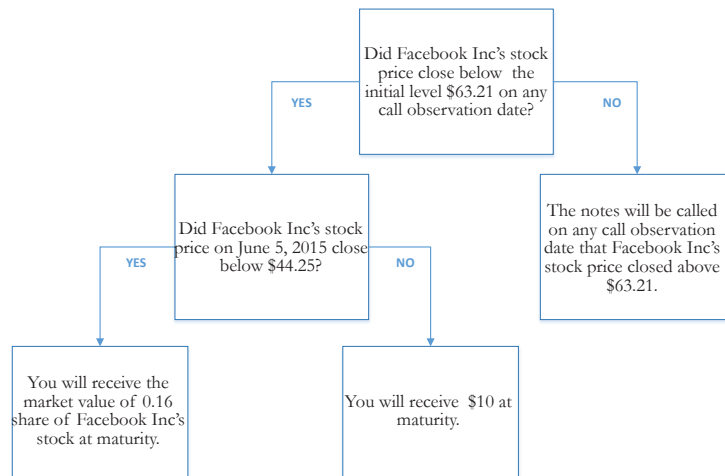 Did Facebook Inc's stock
price close below the
initial level $63.21 on any
call observation date?
YES
NO
Did Facebook Inc's stock
price on June 5, 2015 close
below $44.25?
The notes will be called
on any call observation
date that Facebook Inc's
stock price closed above
$63.21.
YES
NO
You will receive the
market value of 0.16
share of Facebook Inc's
stock at maturity.
You will receive $10 at
maturity.